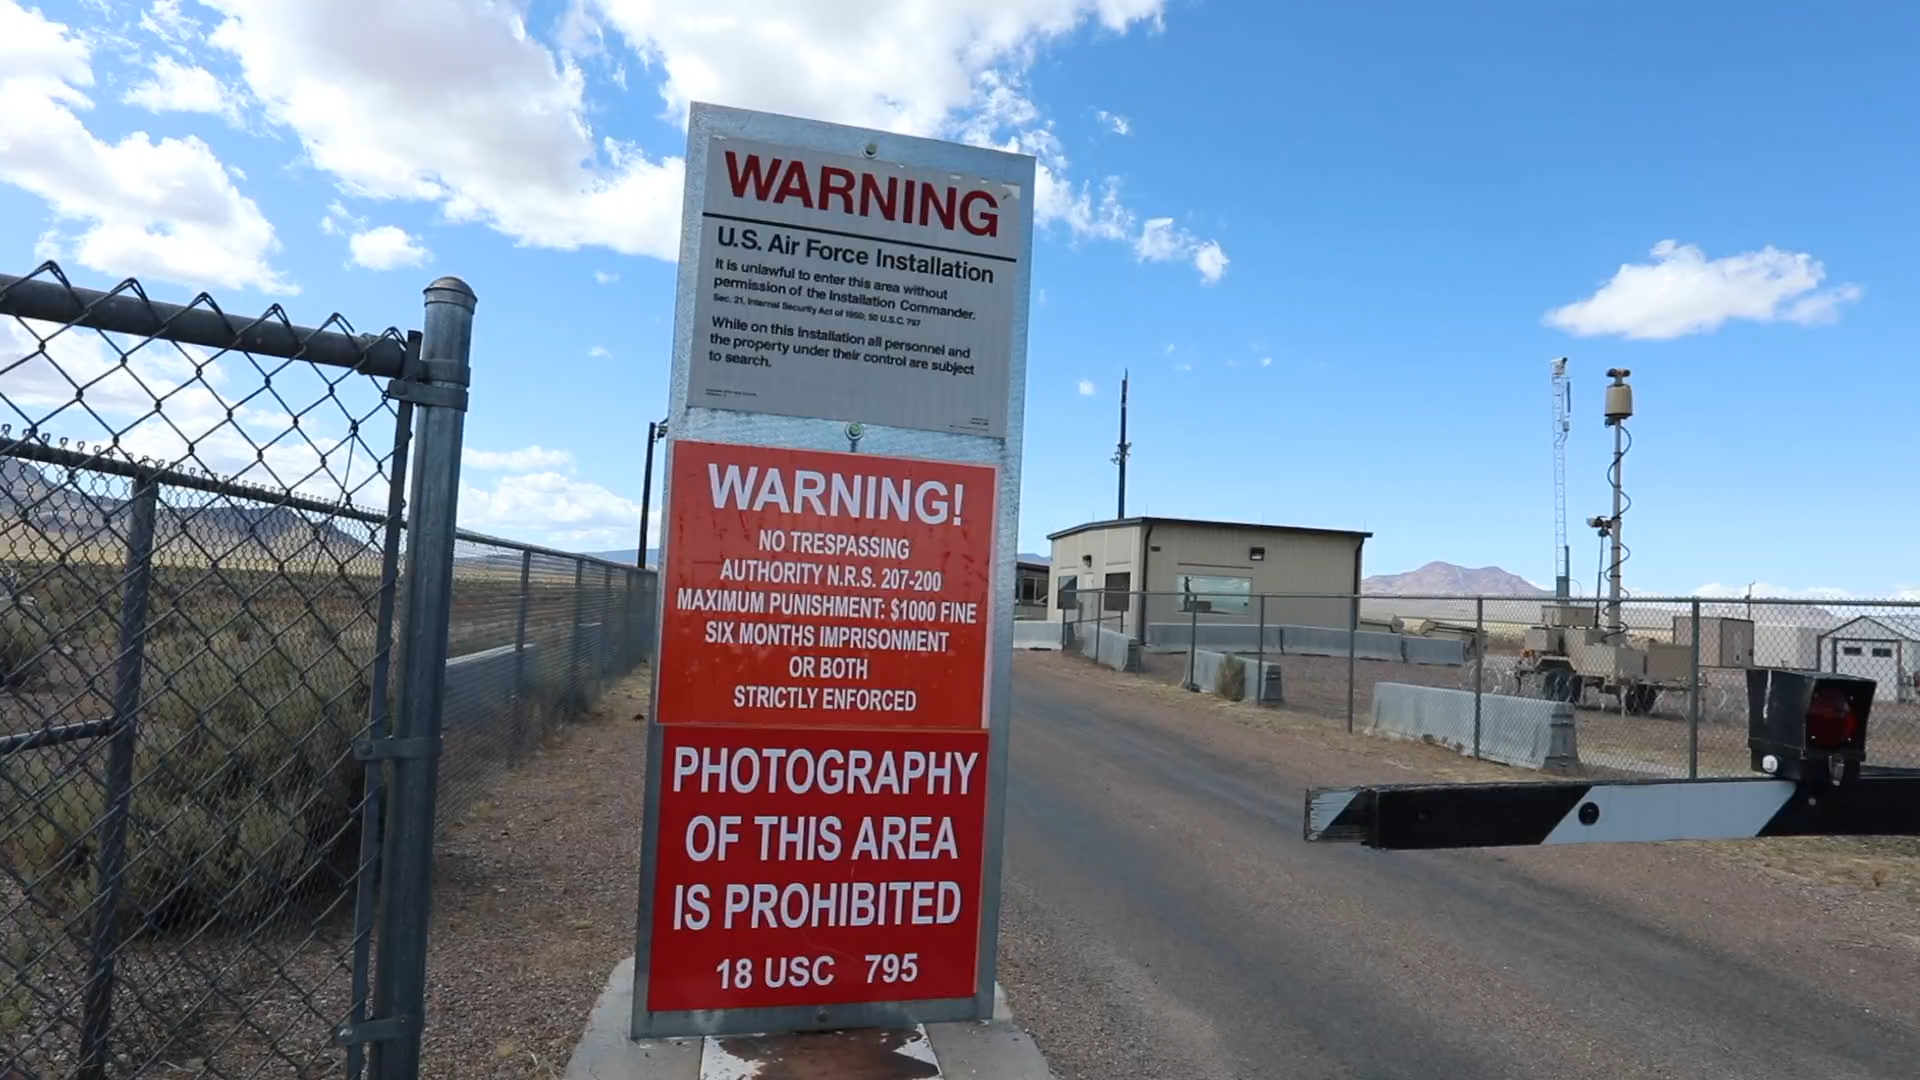 WARNING
U.S. Air Force Installation
It is unlawful to enter this area without
permission of the Installation Commander.
Sec. 21, Internal Security Act of 1950; 50 U.S.C. 797
While on this Installation all personnel and
the property under their control are subject
to search.
WARNING!
NO TRESPASSING
AUTHORITY N.R.S. 207-200
MAXIMUM PUNISHMENT: $1000 FINE
SIX MONTHS IMPRISONMENT
OR BOTH
STRICTLY ENFORCED
PHOTOGRAPHY
OF THIS AREA
IS PROHIBITED
18 USC 795